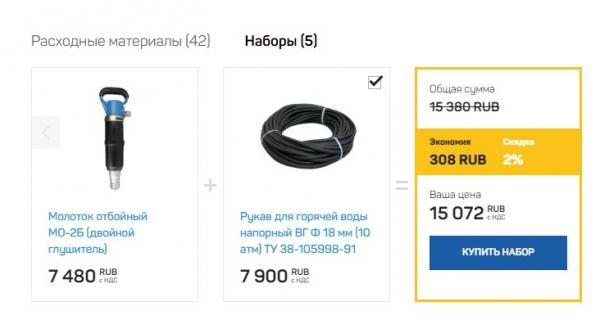 Расходные материалы (42)
Наборы (5)
Молоток отбойный
МО-2Б (двойной
глушитель)
7 480 RUB
с НДС
+
Рукав для горячей воды
напорный ВГ Ф 18 мм (10
атм) ТУ 38-105998-91
7 900 RUB
с НДС
=
Общая сумма
15 380 RUB
Экономия Скидка
308 RUB 2%
Ваша цена
15 072 RUB
с НДС
КУПИТЬ НАБОР